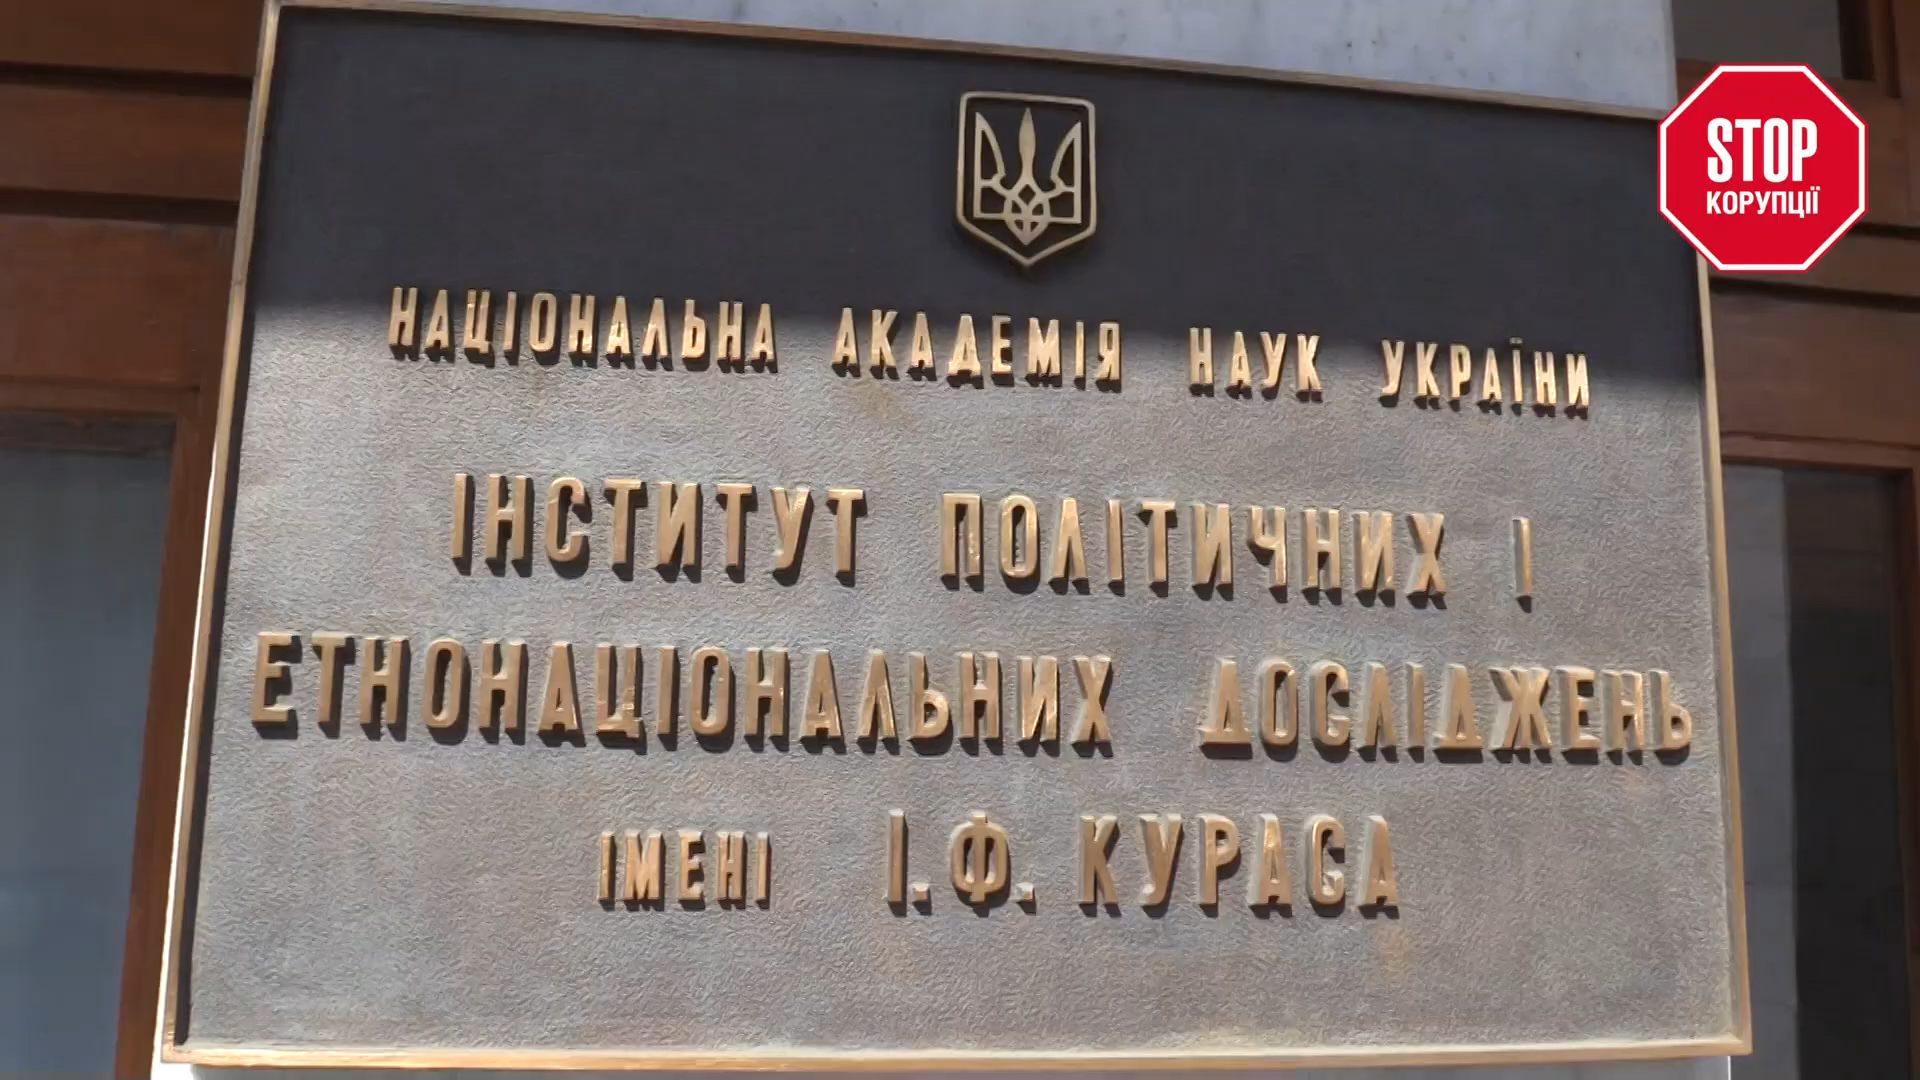 STOP
КОРУПЦІЇ
НАЦІОНАЛЬНА АКАДЕМІЯ НАУК УКРАЇНИ
ІНСТИТУТ ПОЛІТИЧНИХ І
ЕТНОНАЦІОНАЛЬНИХ ДОСЛІДЖЕНЬ
ІМЕНІ І.Ф. КУРАСА